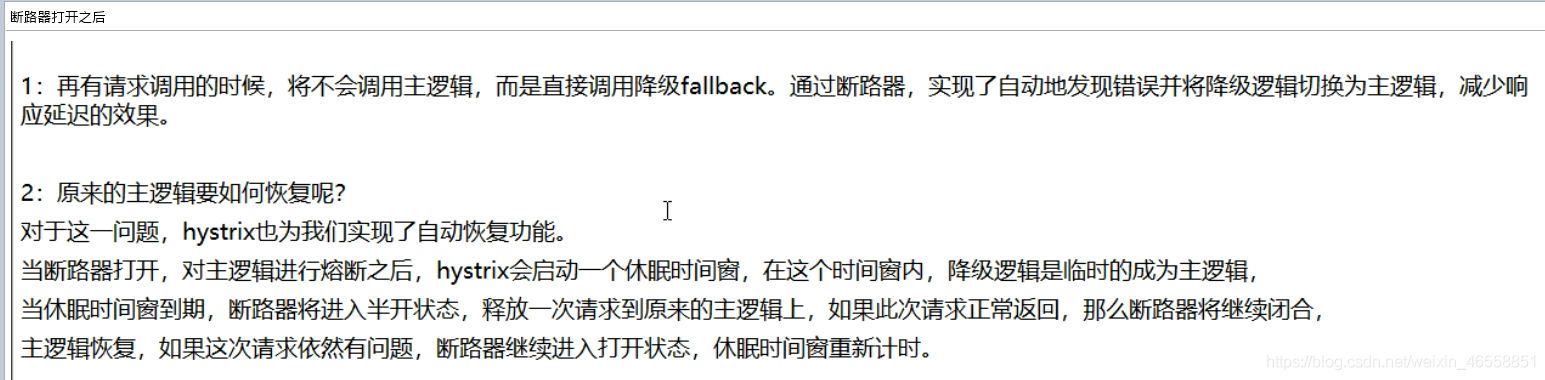 断路器打开之后
1：再有请求调用的时候，将不会调用主逻辑，而是直接调用降级fallback。通过断路器，实现了自动地发现错误并将降级逻辑切换为主逻辑，减少响
应延迟的效果。
2：原来的主逻辑要如何恢复呢？
对于这一问题，hystrix也为我们实现了自动恢复功能。
当断路器打开，对主逻辑进行熔断之后，hystrix会启动一个休眠时间窗，在这个时间窗内，降级逻辑是临时的成为主逻辑，
当休眠时间窗到期，断路器将进入半开状态，释放一次请求到原来的主逻辑上，如果此次请求正常返回，那么断路器将继续闭合，
主逻辑恢复，如果这次请求依然有问题，断路器继续进入打开状态，休眠时间窗重新计时。
https://blog.csdn.net/weixin_46558851